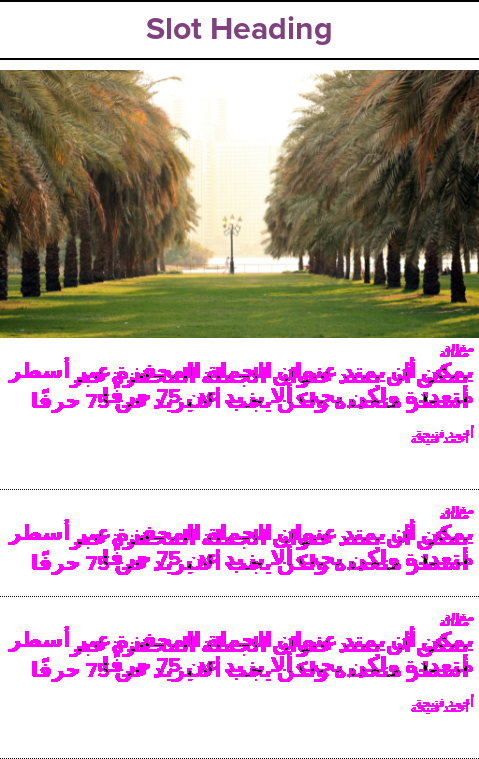 Slot Heading
مقالة
يمكن أن يمتد عنوان الجملة المحفزة عبر أسطر
متعددة ولكن يجب ألا يزيد عن 75 حرفًا
أحمد فتيحة
مقالة
يمكن أن يمتد عنوان الجملة المحفزة عبر أسطر
متعددة ولكن يجب ألا يزيد عن 75 حرفًا
مقالة
يمكن أن يمتد عنوان الجملة المحفزة عبر أسطر
متعددة ولكن يجب ألا يزيد عن 75 حرفًا
أحمد فتيحة